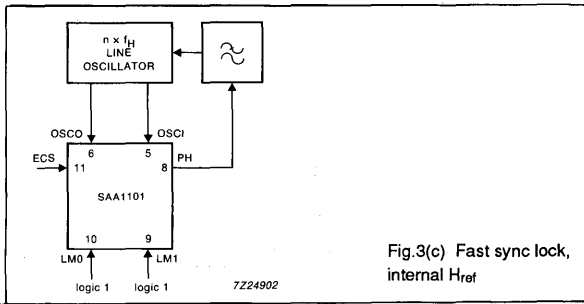 n x fH
LINE
OSCILLATOR
OSCO
OSCI
ECS
6
5
PH
11
8
SAA1101
10
9
LM0
LM1
logic 1
logic 1
7Z24902
Fig.3(c) Fast sync lock,
internal Href